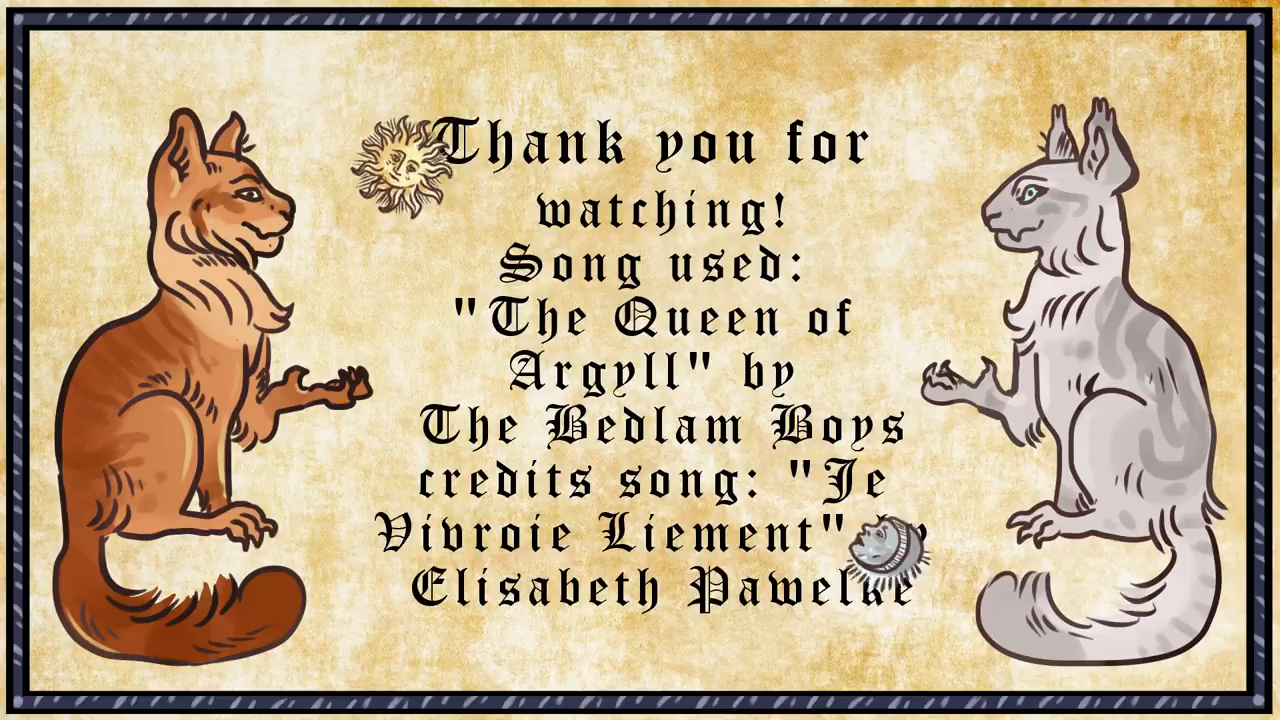 Thank you for
watching!
Song used:
"The Queen of
Argyll" by
The Bedlam Boys
credits song: "Je
Vivroie Liement" by
Elisabeth Pawelke